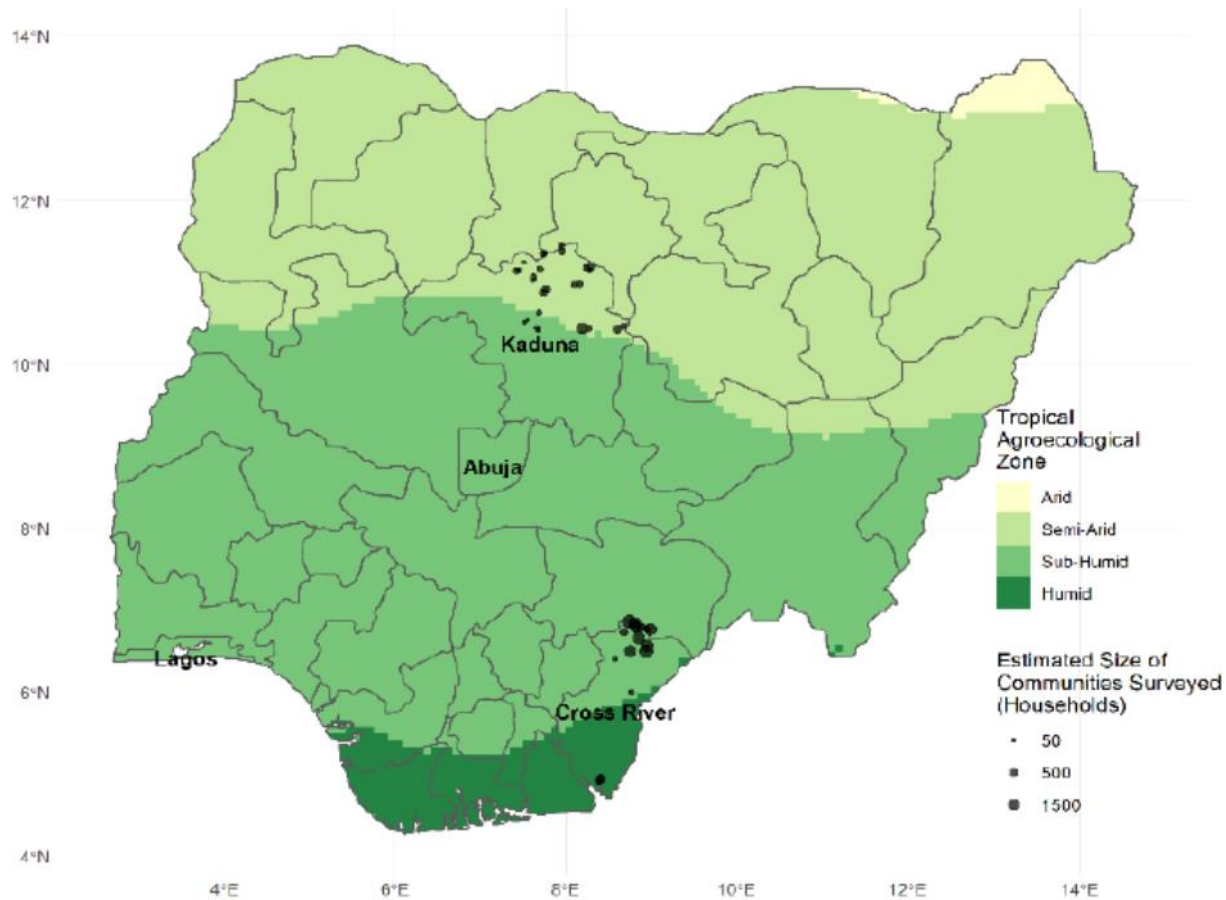 14°N
12°N
10°N
8°N
6°N
4°N
4°E
6°E
8°E
10°E
12°E
14°E
Kaduna
Abuja
Lagos
Cross River
Tropical
Agroecological
Zone
Arid
Semi-Arid
Sub-Humid
Humid
Estimated Size of
Communities Surveyed
(Households)
50
500
1500